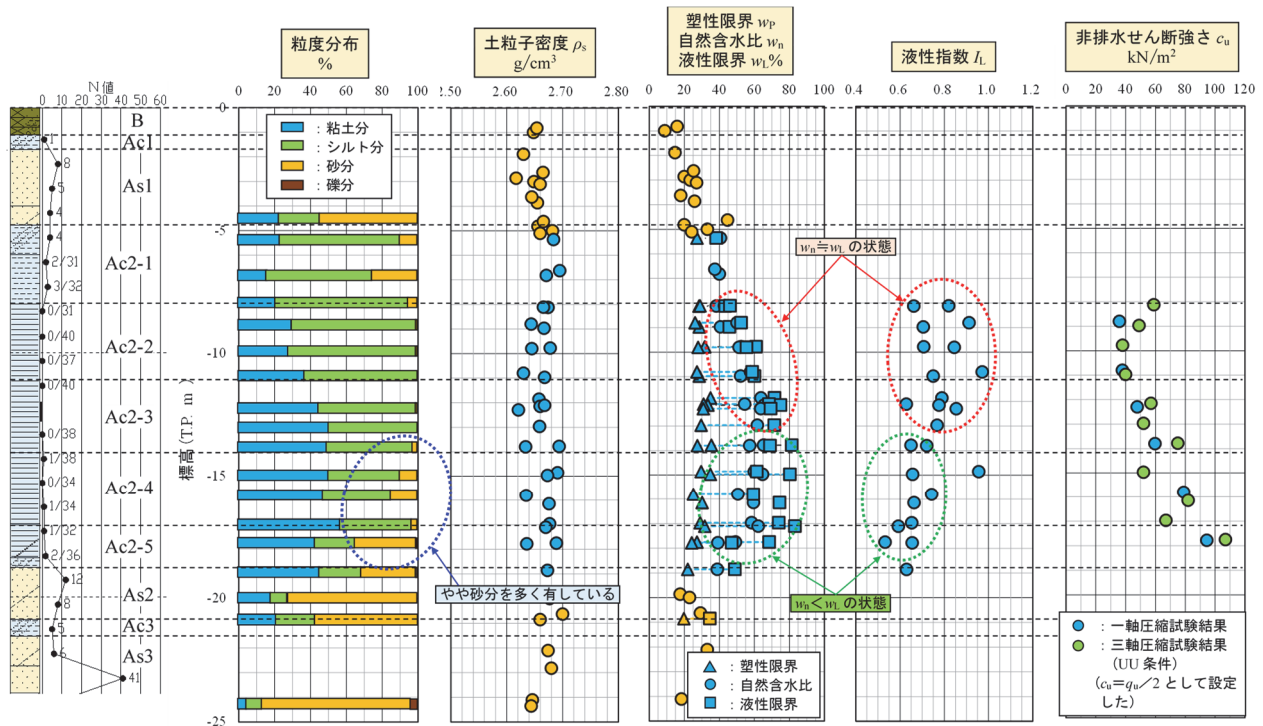 粒度分布
%
土粒子密度 ρs
g/cm³
塑性限界 wP
自然含水比 wn
液性限界 wL%
液性指数 IL
非排水せん断強さ cu
kN/m²
N値
0 10 20 30 40 50 60
0 20 40 60 80 100
1.50 2.60 2.70 2.80
0 20 40 60 80 100
0.4 0.6 0.8 1.0 1.2
0 20 40 60 80 100 120
標高(T.P. m)
0
-5
-10
-15
-20
-25
B
Ac1
As1
Ac2-1
Ac2-2
Ac2-3
Ac2-4
Ac2-5
As2
Ac3
As3
1
8
5
4
4
2/31
3/32
0/31
0/40
0/37
0/40
0/38
1/38
0/34
1/34
1/32
2/36
12
8
5
6
41
:粘土分
:シルト分
:砂分
:礫分
wn≒wL の状態
wn<wL の状態
やや砂分を多く有している
:塑性限界
:自然含水比
:液性限界
:一軸圧縮試験結果
:三軸圧縮試験結果
(UU 条件)
(cu=qu/2 として設定
した)